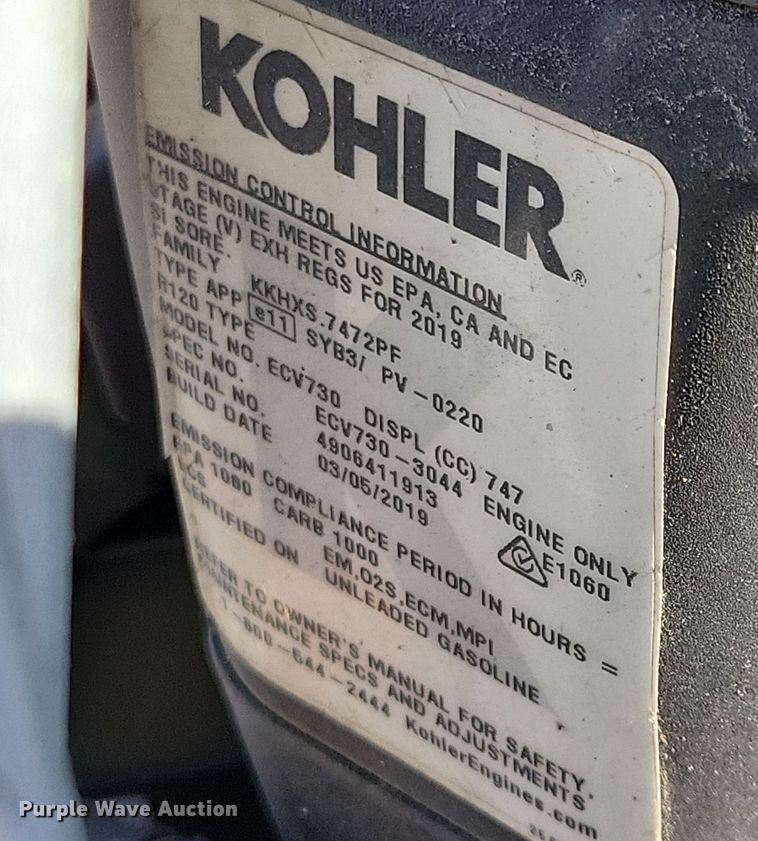 KOHLER®
EMISSION CONTROL INFORMATION
THIS ENGINE MEETS US EPA, CA AND EC
STAGE (V) EXH REGS FOR 2019
SI SORE
FAMILY KKHXS.7472PF
TYPE APP e11 SYB3/ PV-0220
R120 TYPE
MODEL NO. ECV730 DISPL (CC) 747
SPEC NO. ECV730-3044 ENGINE ONLY
SERIAL NO. 4906411913
BUILD DATE 03/05/2019 E1060
EMISSION COMPLIANCE PERIOD IN HOURS =
EPA 1000 CARB 1000
ECS EM,O2S,ECM,MPI
CERTIFIED ON UNLEADED GASOLINE
REFER TO OWNER'S MANUAL FOR SAFETY,
MAINTENANCE SPECS AND ADJUSTMENTS
1-800-544-2444 KohlerEngines.com
Purple Wave Auction